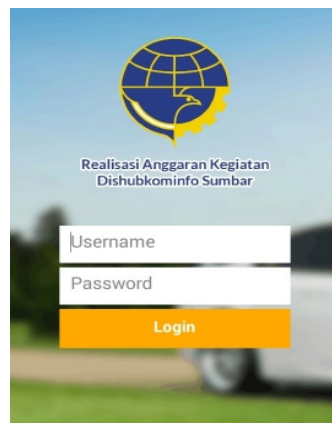 Realisasi Anggaran Kegiatan
Dishubkominfo Sumbar
Username
Password
Login